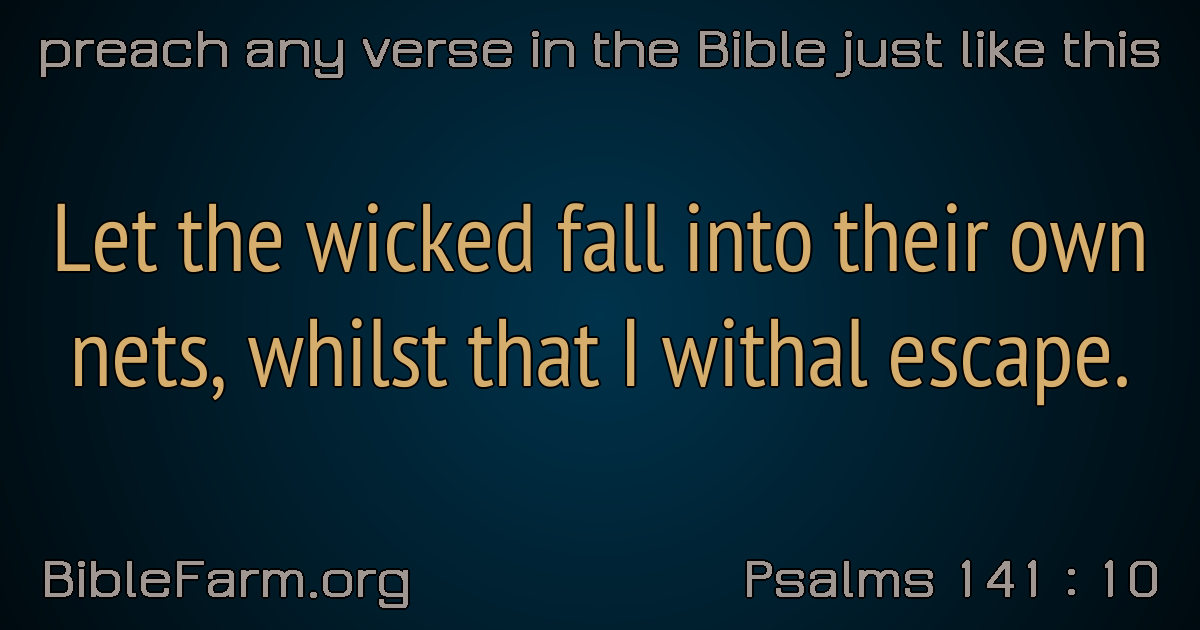 preach any verse in the Bible just like this
Let the wicked fall into their own
nets, whilst that I withal escape.
BibleFarm.org
Psalms 141 : 10